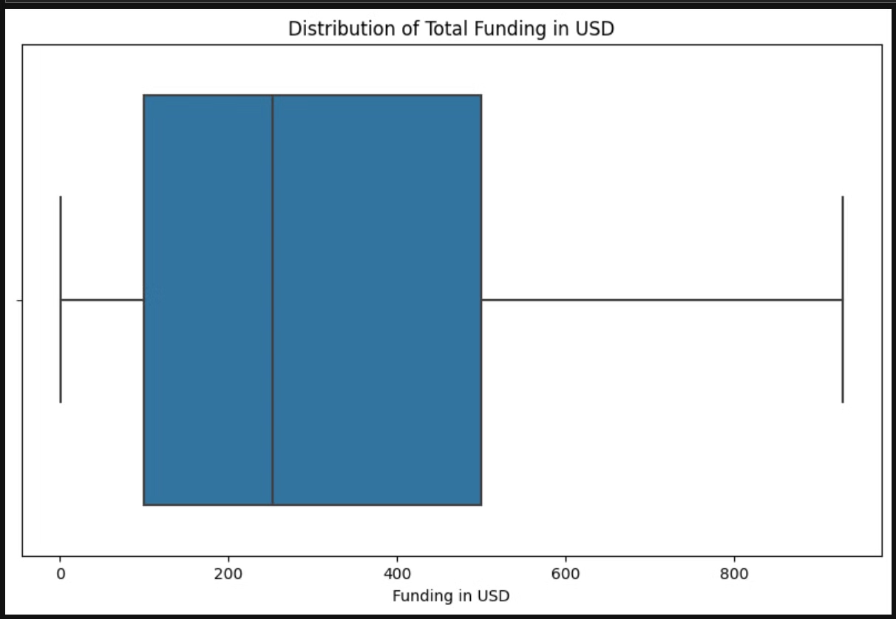 Distribution of Total Funding in USD
0 200 400 600 800
Funding in USD